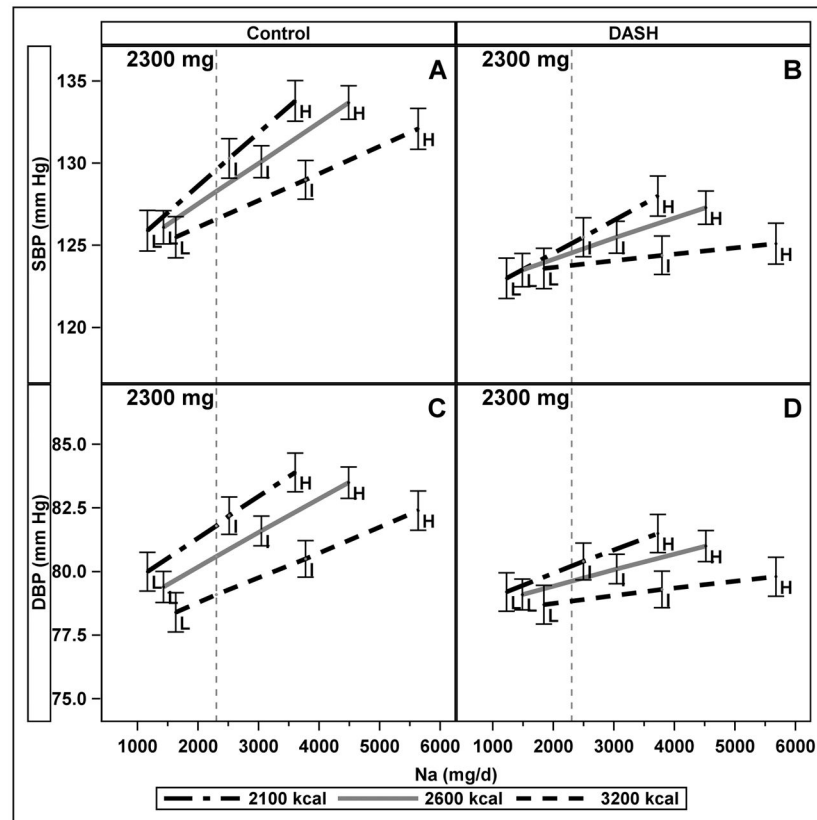 Control DASH
2300 mg A 2300 mg B
SBP (mm Hg)
135
130
125
120
L I H
L I H
L I H
L I H
L I H
L I H
2300 mg C 2300 mg D
DBP (mm Hg)
85.0
82.5
80.0
77.5
75.0
L I H
L I H
L I H
L I H
L I H
L I H
1000 2000 3000 4000 5000 6000 1000 2000 3000 4000 5000 6000
Na (mg/d)
2100 kcal 2600 kcal 3200 kcal